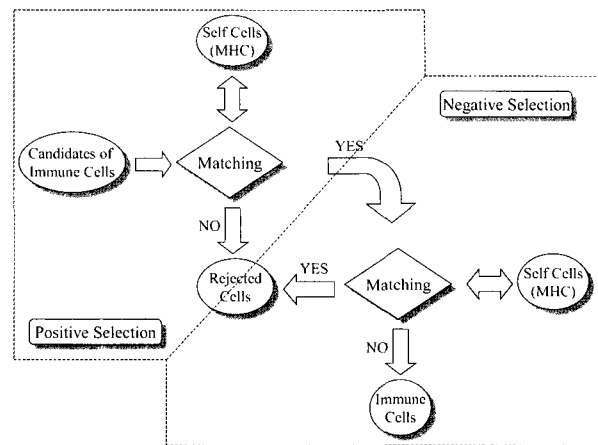 Self Cells
(MHC)
Negative Selection
YES
Candidates of
Immune Cells
Matching
NO
YES
Rejected
Cells
Matching
Self Cells
(MHC)
Positive Selection
NO
Immune
Cells